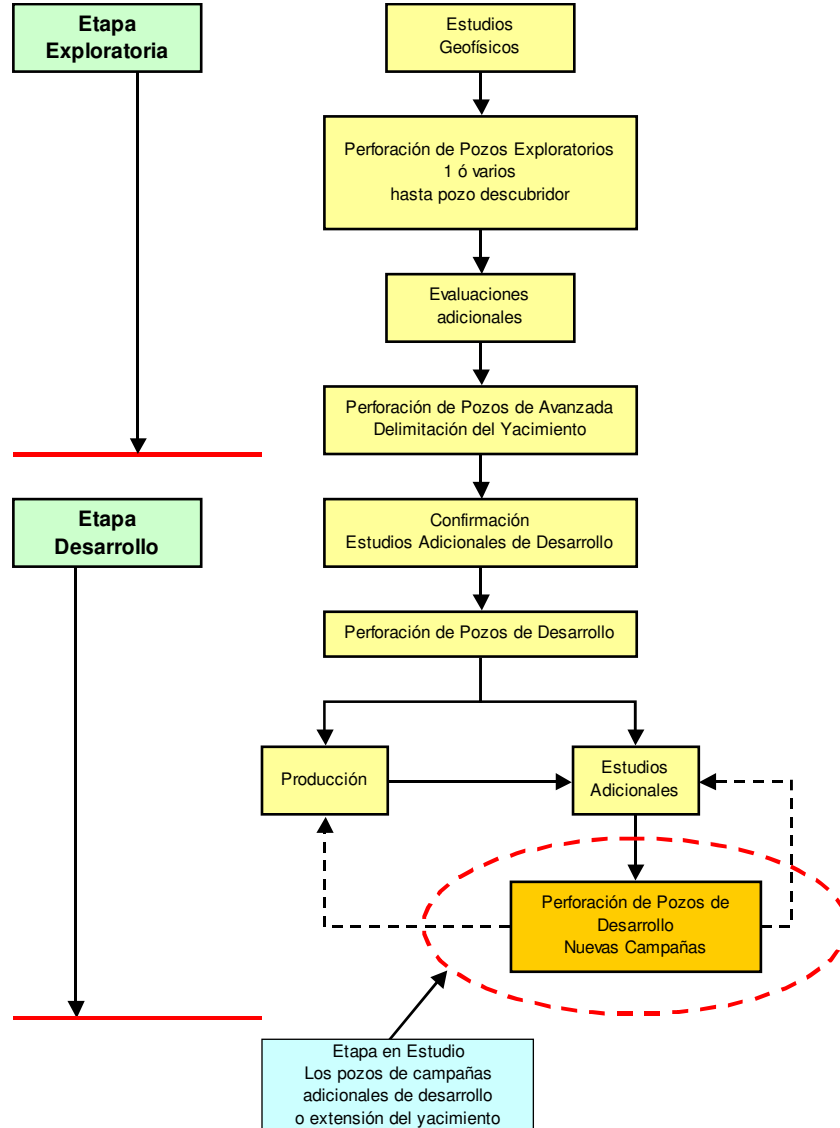 Etapa
Exploratoria
Estudios
Geofísicos
Perforación de Pozos Exploratorios
1 ó varios
hasta pozo descubridor
Evaluaciones
adicionales
Perforación de Pozos de Avanzada
Delimitación del Yacimiento
Etapa
Desarrollo
Confirmación
Estudios Adicionales de Desarrollo
Perforación de Pozos de Desarrollo
Producción
Estudios
Adicionales
Perforación de Pozos de
Desarrollo
Nuevas Campañas
Etapa en Estudio
Los pozos de campañas
adicionales de desarrollo
o extensión del yacimiento